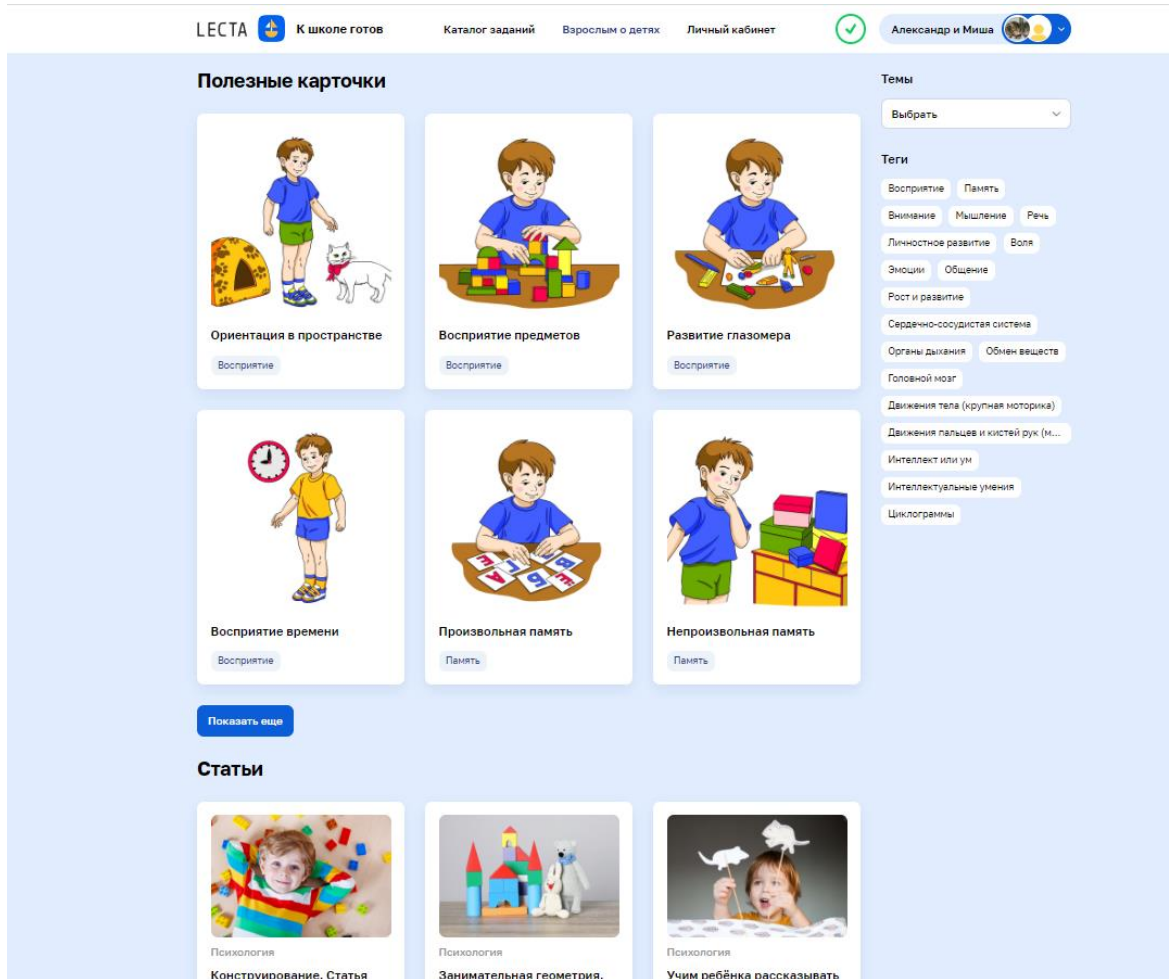 LECTA К школе готов Каталог заданий Взрослым о детях Личный кабинет Александр и Миша
Полезные карточки
Ориентация в пространстве
Восприятие
Восприятие предметов
Восприятие
Развитие глазомера
Восприятие
Восприятие времени
Восприятие
Произвольная память
Память
Непроизвольная память
Память
Показать еще
Темы
Выбрать
Теги
Восприятие Память
Внимание Мышление Речь
Личностное развитие Воля
Эмоции Общение
Рост и развитие
Сердечно-сосудистая система
Органы дыхания Обмен веществ
Головной мозг
Движения тела (крупная моторика)
Движения пальцев и кистей рук (м...
Интеллект или ум
Интеллектуальные умения
Циклограммы
Статьи
Психология
Конструирование. Статья
Психология
Занимательная геометрия.
Психология
Учим ребёнка рассказывать